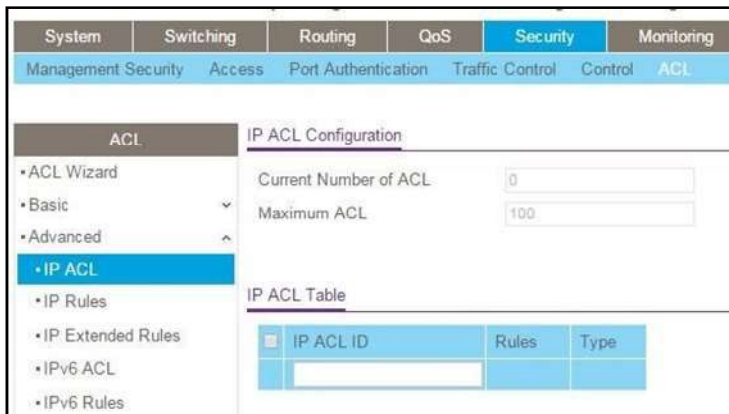 System Switching Routing QoS Security Monitoring
Management Security Access Port Authentication Traffic Control Control ACL
ACL
ACL Wizard
Basic
Advanced
IP ACL
IP Rules
IP Extended Rules
IPv6 ACL
IPv6 Rules
IP ACL Configuration
Current Number of ACL 0
Maximum ACL 100
IP ACL Table
IP ACL ID Rules Type